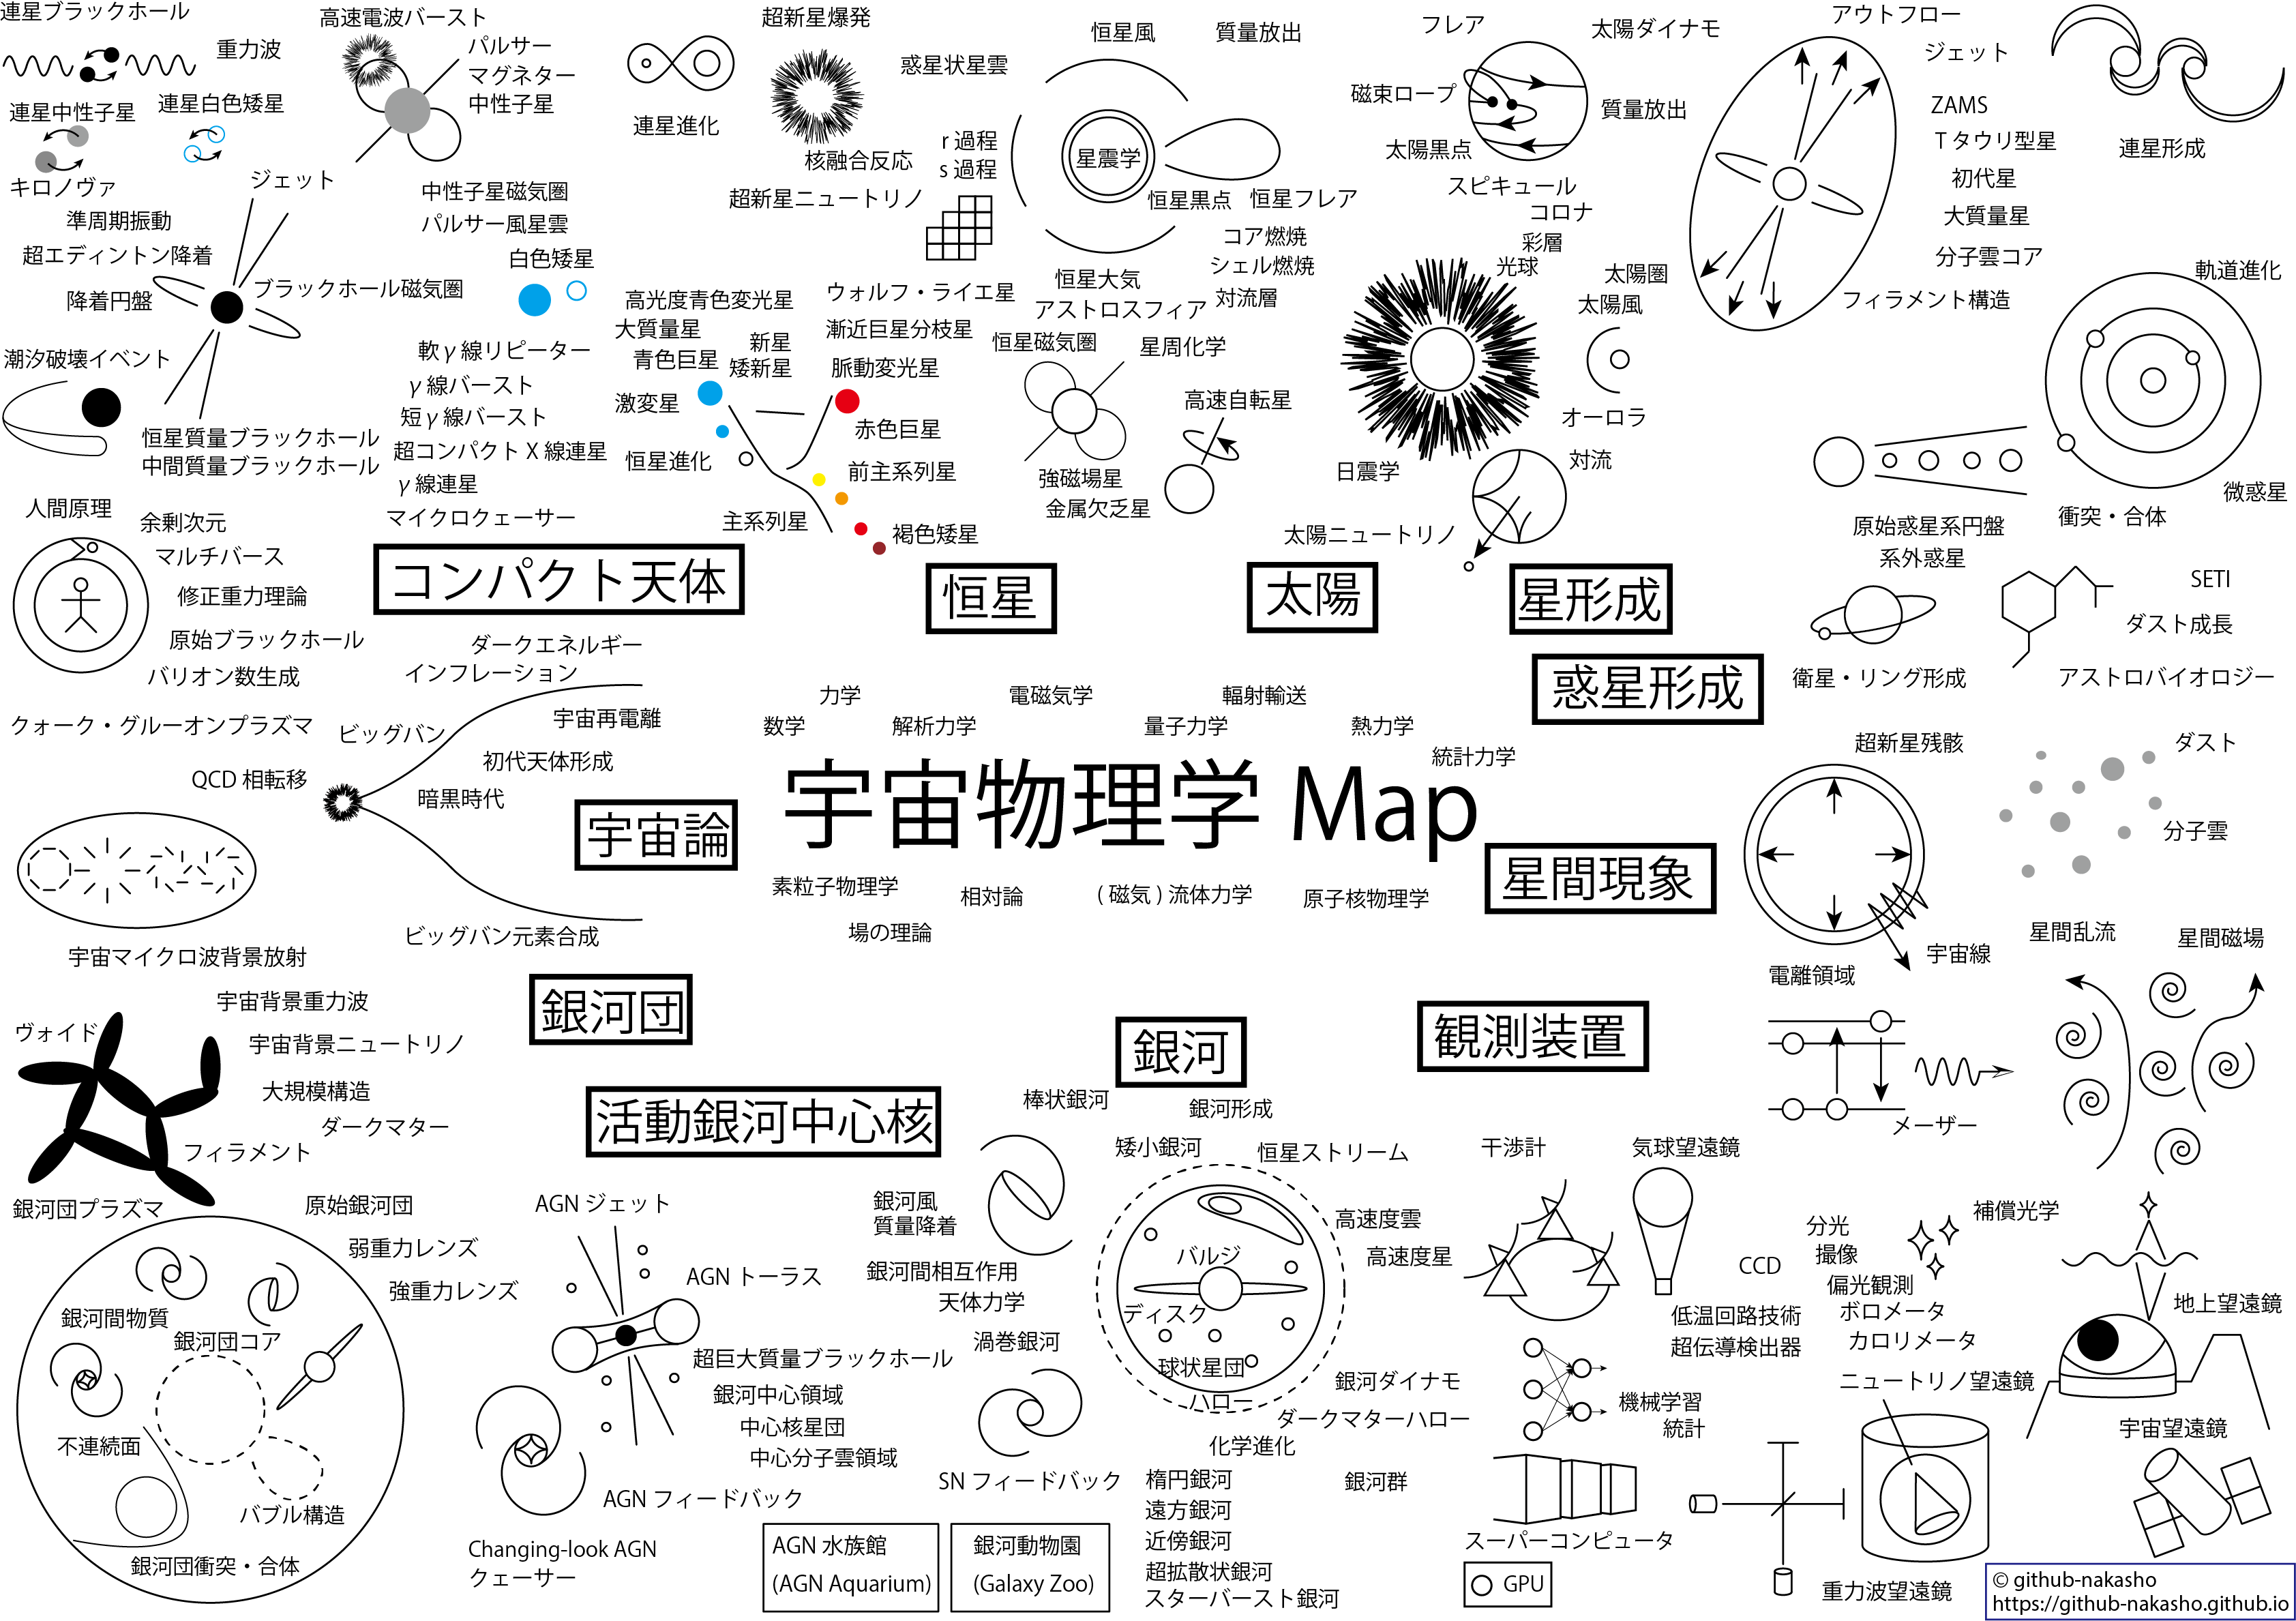 連星ブラックホール
重力波
連星中性子星
連星白色矮星
キロノヴァ
高速電波バースト
パルサー
マグネター
中性子星
中性子星磁気圏
パルサー風星雲
ジェット
準周期振動
超エディントン降着
降着円盤
ブラックホール磁気圏
潮汐破壊イベント
恒星質量ブラックホール
中間質量ブラックホール
白色矮星
軟γ線リピーター
γ線バースト
短γ線バースト
超コンパクトX線連星
γ線連星
マイクロクェーサー
コンパクト天体
連星進化
超新星爆発
惑星状星雲
核融合反応
r過程
s過程
超新星ニュートリノ
恒星風
質量放出
星震学
恒星黒点
恒星フレア
コア燃焼
シェル燃焼
対流層
恒星大気
アストロスフィア
高光度青色変光星
大質量星
青色巨星
新星
矮新星
ウォルフ・ライエ星
漸近巨星分枝星
脈動変光星
激変星
恒星進化
主系列星
赤色巨星
前主系列星
褐色矮星
恒星磁気圏
星周化学
高速自転星
強磁場星
金属欠乏星
恒星
フレア
太陽ダイナモ
磁束ロープ
質量放出
太陽黒点
スピキュール
コロナ
彩層
光球
太陽圏
太陽風
オーロラ
日震学
対流
太陽ニュートリノ
太陽
アウトフロー
ジェット
ZAMS
Tタウリ型星
初代星
大質量星
分子雲コア
フィラメント構造
連星形成
星形成
軌道進化
微惑星
衝突・合体
原始惑星系円盤
系外惑星
SETI
ダスト成長
衛星・リング形成
アストロバイオロジー
惑星形成
人間原理
余剰次元
マルチバース
修正重力理論
原始ブラックホール
バリオン数生成
クォーク・グルーオンプラズマ
QCD 相転移
ダークエネルギー
インフレーション
ビッグバン
宇宙再電離
初代天体形成
暗黒時代
ビッグバン元素合成
宇宙マイクロ波背景放射
宇宙論
力学
電磁気学
輻射輸送
数学
解析力学
量子力学
熱力学
統計力学
宇宙物理学 Map
素粒子物理学
相対論
(磁気)流体力学
原子核物理学
場の理論
超新星残骸
ダスト
分子雲
宇宙線
星間乱流
星間磁場
電離領域
メーザー
星間現象
宇宙背景重力波
ヴォイド
宇宙背景ニュートリノ
大規模構造
ダークマター
フィラメント
銀河団
銀河団プラズマ
原始銀河団
弱重力レンズ
強重力レンズ
銀河間物質
銀河団コア
不連続面
バブル構造
銀河団衝突・合体
活動銀河中心核
AGN ジェット
AGN トーラス
超巨大質量ブラックホール
銀河中心領域
中心核星団
中心分子雲領域
AGN フィードバック
Changing-look AGN
クェーサー
AGN 水族館
(AGN Aquarium)
銀河動物園
(Galaxy Zoo)
銀河
棒状銀河
銀河形成
矮小銀河
恒星ストリーム
銀河風
質量降着
高速度雲
高速度星
銀河間相互作用
天体力学
渦巻銀河
バルジ
ディスク
球状星団
ハロー
銀河ダイナモ
ダークマターハロー
化学進化
SN フィードバック
楕円銀河
遠方銀河
近傍銀河
超拡散状銀河
スターバースト銀河
銀河群
観測装置
干渉計
気球望遠鏡
分光
撮像
偏光観測
補償光学
CCD
低温回路技術
超伝導検出器
ボロメータ
カロリメータ
地上望遠鏡
ニュートリノ望遠鏡
機械学習
統計
宇宙望遠鏡
スーパーコンピュータ
GPU
重力波望遠鏡
© github-nakasho
https://github-nakasho.github.io